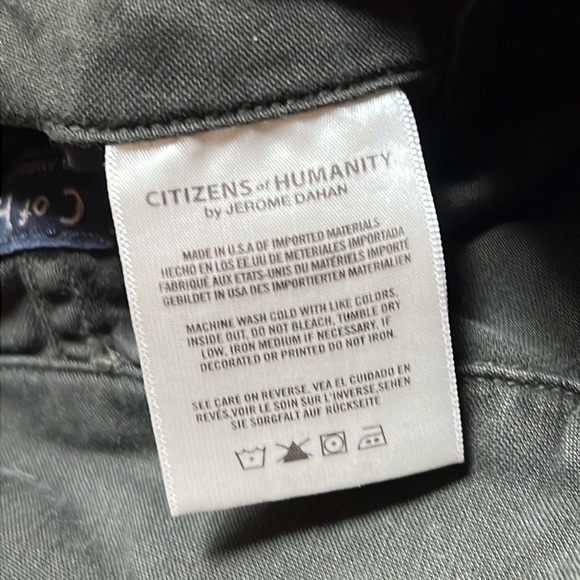 C of H
CITIZENS of HUMANITY
by JEROME DAHAN
MADE IN U.S.A OF IMPORTED MATERIALS
HECHO EN LOS EE.UU DE METERIALES IMPORTADA
FABRIQUÉ AUX ETATS-UNIS DU MATÉRIELS IMPORTÉ
GEBILDET IN USA DES IMPORTIERTEN MATERIALIEN
MACHINE WASH COLD WITH LIKE COLORS,
INSIDE OUT, DO NOT BLEACH, TUMBLE DRY
LOW, IRON MEDIUM IF NECESSARY, IF
DECORATED OR PRINTED DO NOT IRON.
SEE CARE ON REVERSE, VEA EL CUIDADO EN
REVÉS,VOIR LE SOIN SUR L'INVERSE,SEHEN
SIE SORGFALT AUF RÜCKSEITE